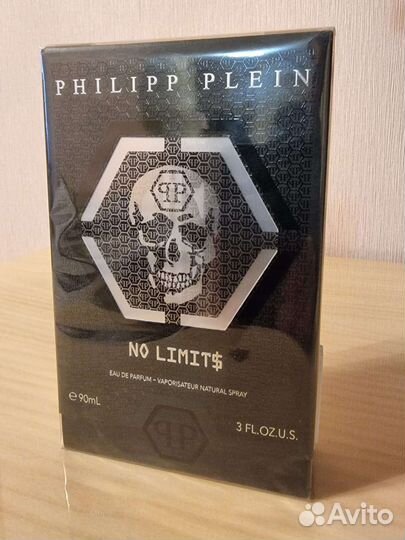 PHILIPP PLEIN
NO LIMIT$
EAU DE PARFUM – VAPORISATEUR NATURAL SPRAY
℮ 90mL
3 FL.OZ.U.S.
Avito